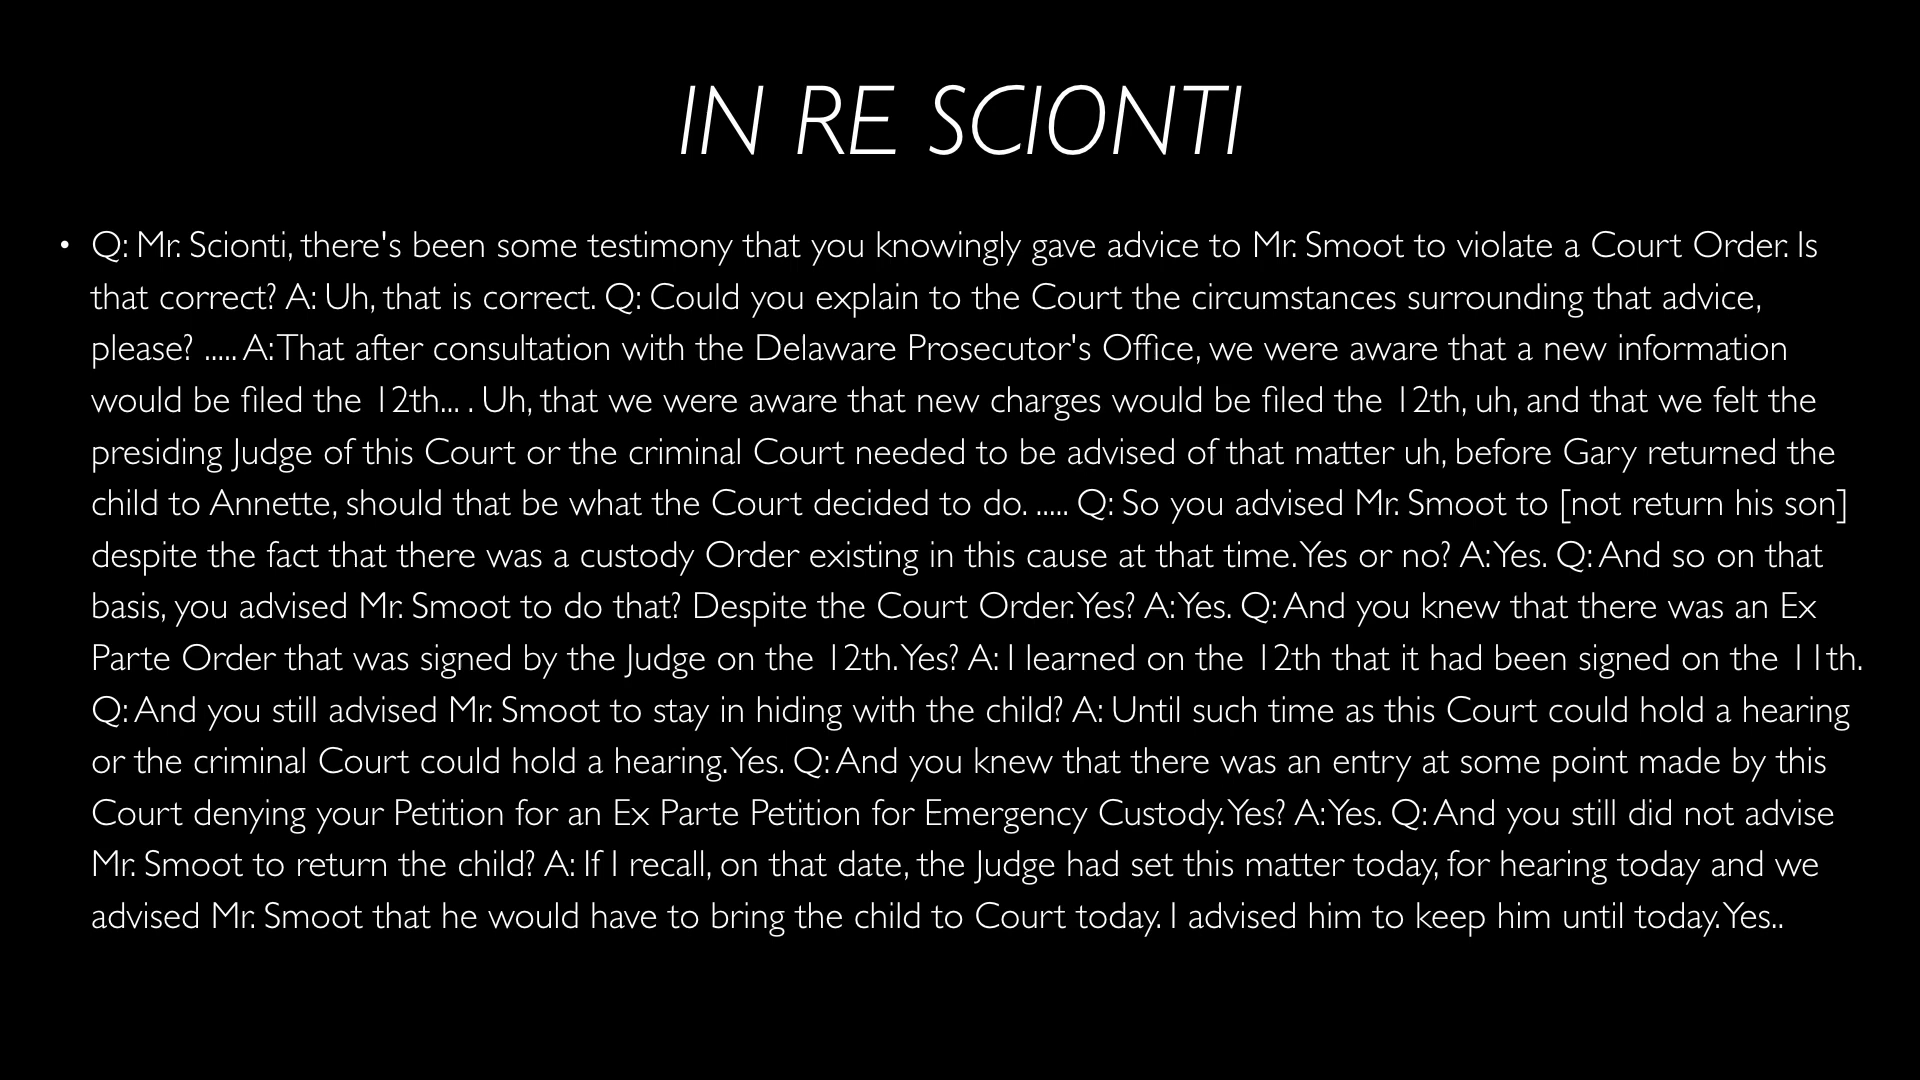 IN RE SCIONTI
• Q: Mr. Scionti, there's been some testimony that you knowingly gave advice to Mr. Smoot to violate a Court Order. Is
that correct? A: Uh, that is correct. Q: Could you explain to the Court the circumstances surrounding that advice,
please? ..... A: That after consultation with the Delaware Prosecutor's Office, we were aware that a new information
would be filed the 12th... . Uh, that we were aware that new charges would be filed the 12th, uh, and that we felt the
presiding Judge of this Court or the criminal Court needed to be advised of that matter uh, before Gary returned the
child to Annette, should that be what the Court decided to do. ..... Q: So you advised Mr. Smoot to [not return his son]
despite the fact that there was a custody Order existing in this cause at that time. Yes or no? A: Yes. Q: And so on that
basis, you advised Mr. Smoot to do that? Despite the Court Order. Yes? A: Yes. Q: And you knew that there was an Ex
Parte Order that was signed by the Judge on the 12th. Yes? A: I learned on the 12th that it had been signed on the 11th.
Q: And you still advised Mr. Smoot to stay in hiding with the child? A: Until such time as this Court could hold a hearing
or the criminal Court could hold a hearing. Yes. Q: And you knew that there was an entry at some point made by this
Court denying your Petition for an Ex Parte Petition for Emergency Custody. Yes? A: Yes. Q: And you still did not advise
Mr. Smoot to return the child? A: If I recall, on that date, the Judge had set this matter today, for hearing today and we
advised Mr. Smoot that he would have to bring the child to Court today. I advised him to keep him until today. Yes..